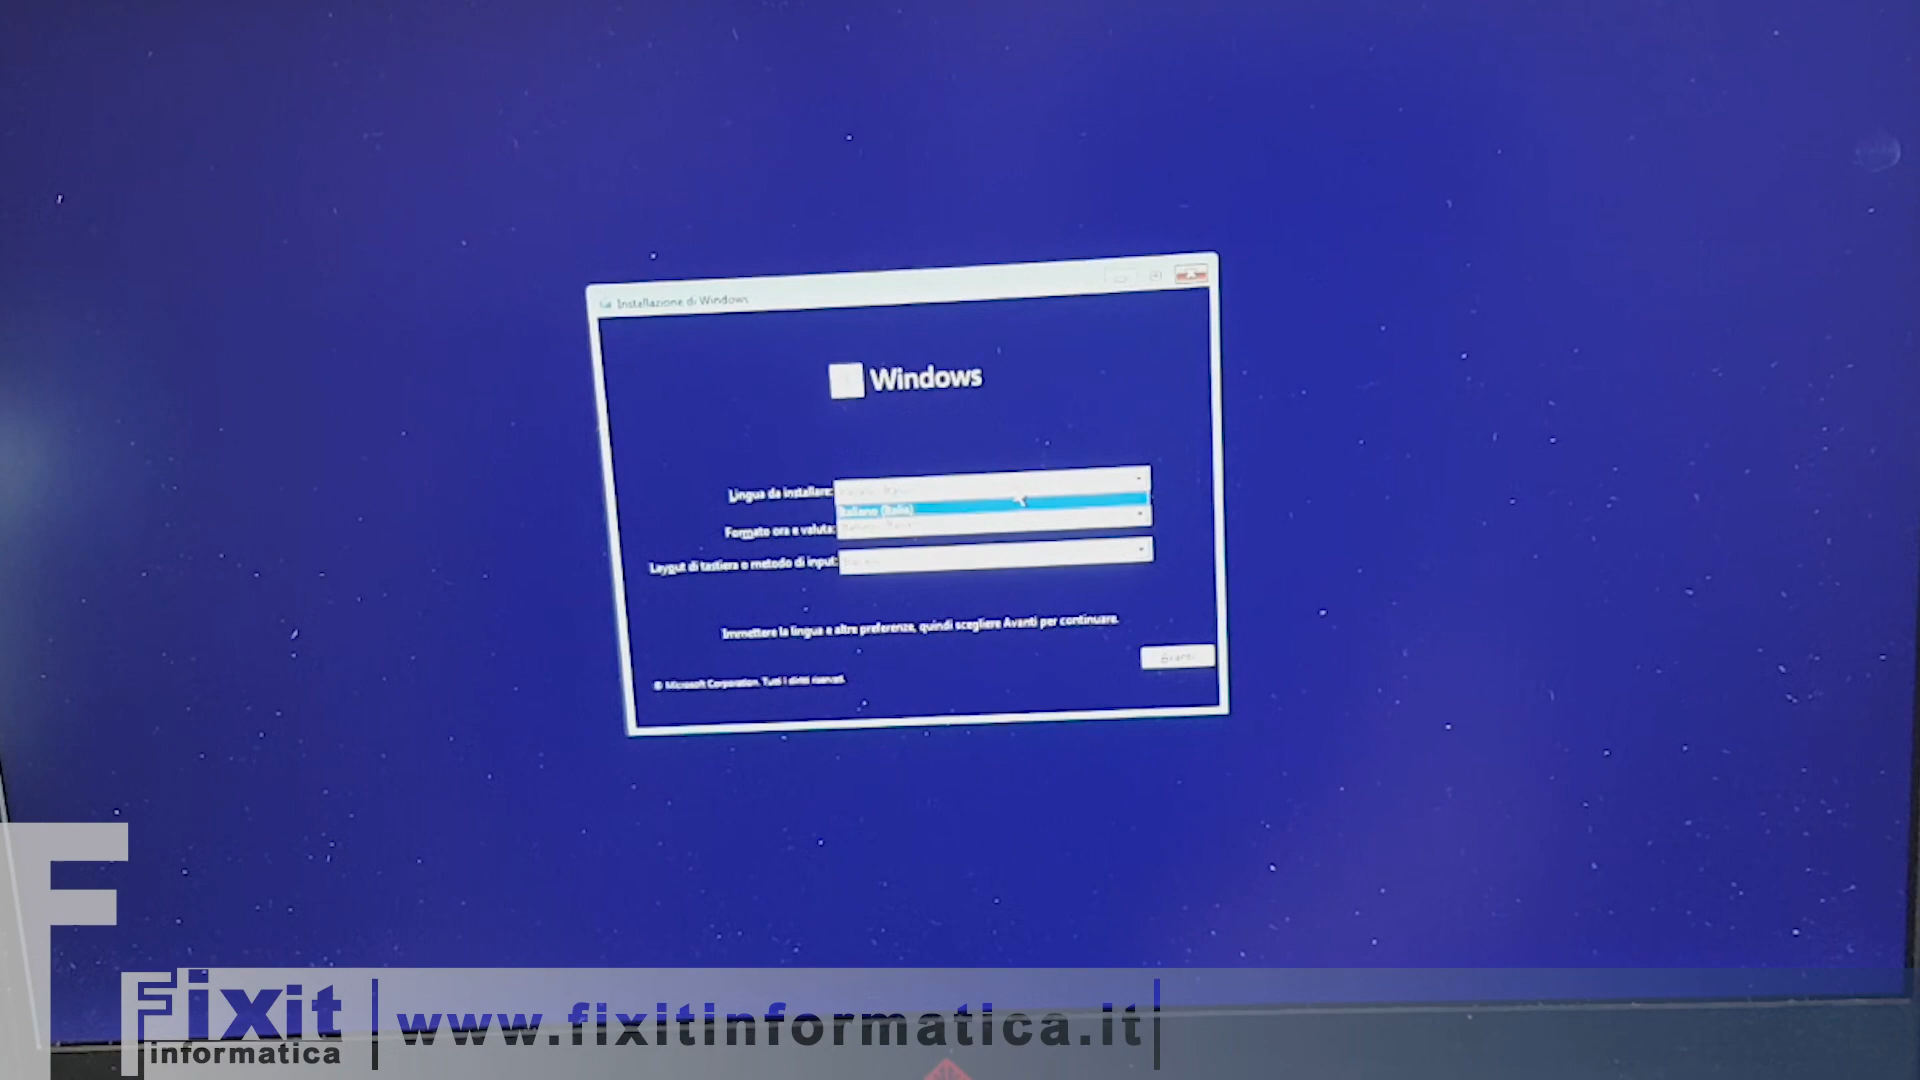 Installazione di Windows
Windows
Lingua da installare:
Italiano (Italia)
Formato ora e valuta:
Layout di tastiera o metodo di input:
Immettere la lingua e altre preferenze, quindi scegliere Avanti per continuare.
Avanti
© Microsoft Corporation. Tutti i diritti riservati.
F
Fixit
informatica
www.fixitinformatica.it